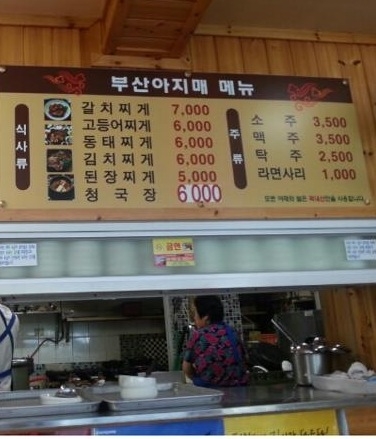 부산아지매 메뉴
식사류
갈치찌게 7,000
고등어찌게 6,000
동태찌게 6,000
김치찌게 6,000
된장찌게 5,000
청국장 6000
주류
소주 3,500
맥주 3,500
탁주 2,500
라면사리 1,000
금연